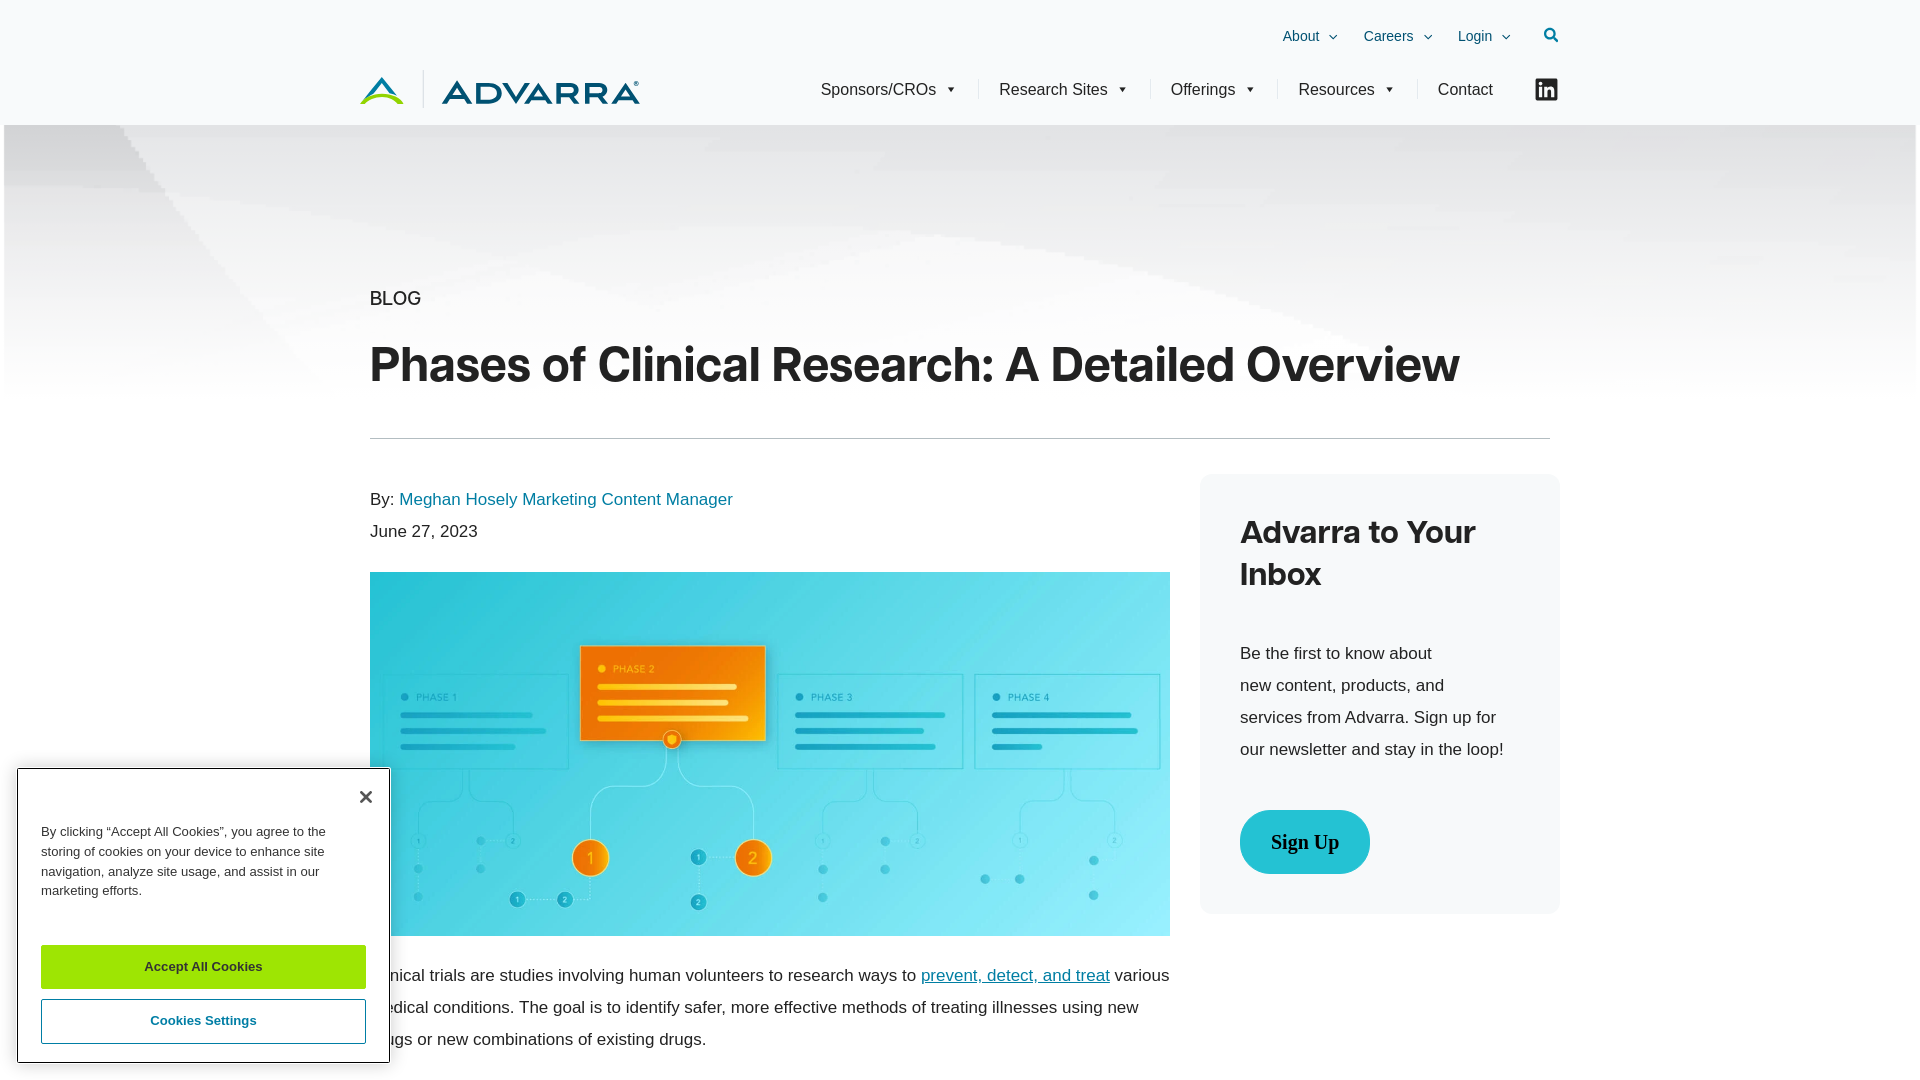 About Careers Login
ADVARRA®
Sponsors/CROs Research Sites Offerings Resources Contact
BLOG
Phases of Clinical Research: A Detailed Overview
By: Meghan Hosely Marketing Content Manager
June 27, 2023
PHASE 1
PHASE 2
PHASE 3
PHASE 4
1 2
1 2
1 2
1 2
1 2
1
2
Clinical trials are studies involving human volunteers to research ways to prevent, detect, and treat various
medical conditions. The goal is to identify safer, more effective methods of treating illnesses using new
drugs or new combinations of existing drugs.
Advarra to Your
Inbox
Be the first to know about
new content, products, and
services from Advarra. Sign up for
our newsletter and stay in the loop!
Sign Up
By clicking “Accept All Cookies”, you agree to the
storing of cookies on your device to enhance site
navigation, analyze site usage, and assist in our
marketing efforts.
Accept All Cookies
Cookies Settings